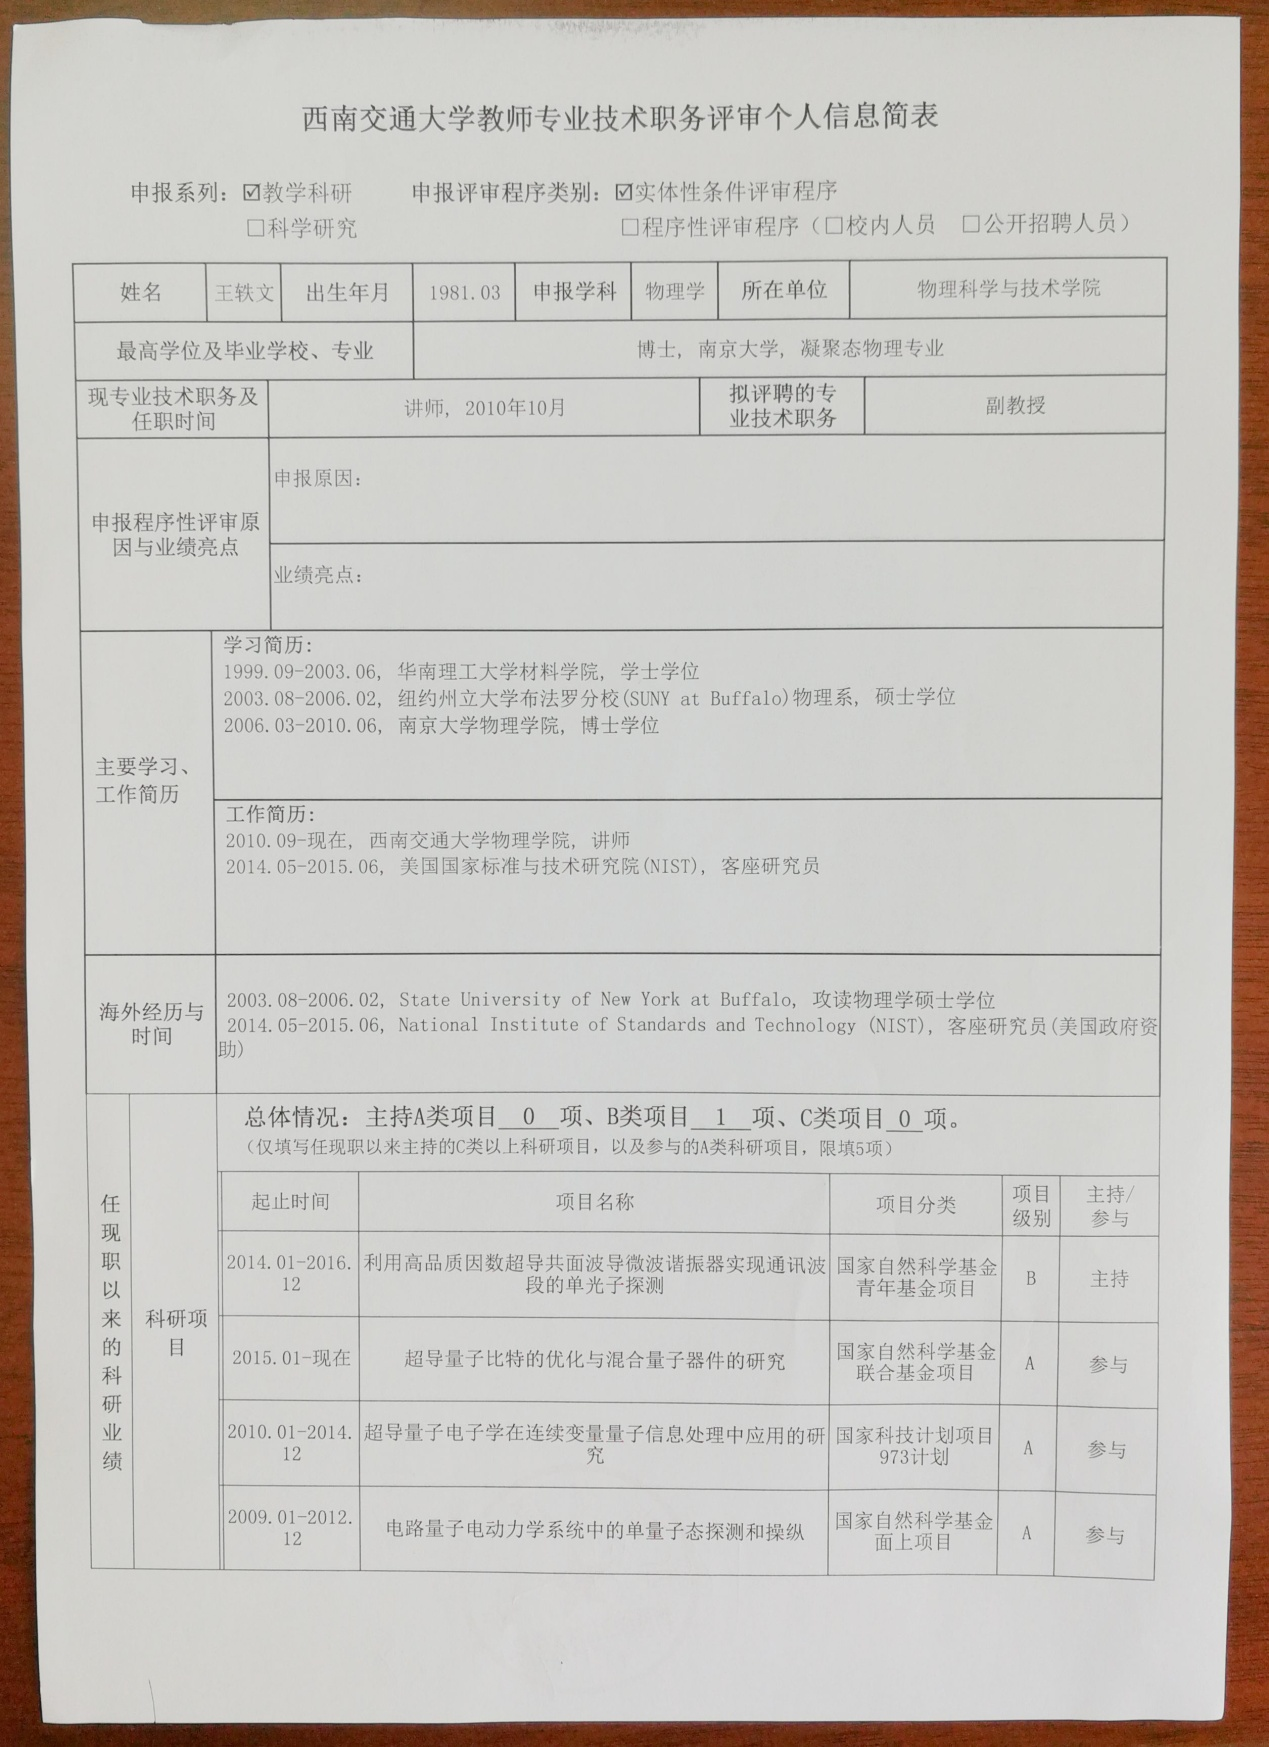 西南交通大学教师专业技术职务评审个人信息简表
申报系列：☑教学科研 申报评审程序类别：☑实体性条件评审程序
□科学研究 □程序性评审程序（□校内人员 □公开招聘人员）
姓名 王轶文 出生年月 1981.03 申报学科 物理学 所在单位 物理科学与技术学院
最高学位及毕业学校、专业 博士，南京大学，凝聚态物理专业
现专业技术职务及
任职时间
讲师，2010年10月
拟评聘的专
业技术职务
副教授
申报程序性评审原
因与业绩亮点
申报原因：
业绩亮点：
主要学习、
工作简历
学习简历：
1999.09-2003.06，华南理工大学材料学院，学士学位
2003.08-2006.02，纽约州立大学布法罗分校(SUNY at Buffalo)物理系，硕士学位
2006.03-2010.06，南京大学物理学院，博士学位
工作简历：
2010.09-现在，西南交通大学物理学院，讲师
2014.05-2015.06，美国国家标准与技术研究院(NIST)，客座研究员
海外经历与
时间
2003.08-2006.02，State University of New York at Buffalo，攻读物理学硕士学位
2014.05-2015.06，National Institute of Standards and Technology (NIST)，客座研究员(美国政府资
助)
任现职以来的科研业绩
科研项
目
总体情况：主持A类项目 0 项、B类项目 1 项、C类项目 0 项。
（仅填写任现职以来主持的C类以上科研项目，以及参与的A类科研项目，限填5项）
起止时间 项目名称 项目分类
项目
级别
主持/
参与
2014.01-2016.
12
利用高品质因数超导共面波导微波谐振器实现通讯波
段的单光子探测
国家自然科学基金
青年基金项目
B 主持
2015.01-现在 超导量子比特的优化与混合量子器件的研究
国家自然科学基金
联合基金项目
A 参与
2010.01-2014.
12
超导量子电子学在连续变量量子信息处理中应用的研
究
国家科技计划项目
973计划
A 参与
2009.01-2012.
12
电路量子电动力学系统中的单量子态探测和操纵
国家自然科学基金
面上项目
A 参与